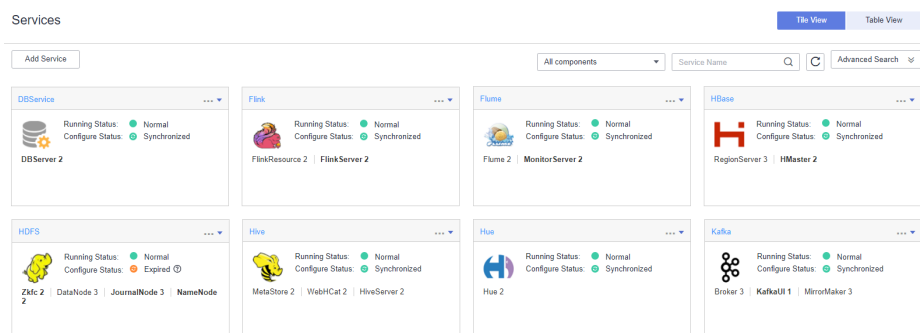 Services
Tile View
Table View
Add Service
All components
Service Name
Advanced Search
DBService
Running Status: Normal
Configure Status: Synchronized
DBServer 2
Flink
Running Status: Normal
Configure Status: Synchronized
FlinkResource 2 | FlinkServer 2
Flume
Running Status: Normal
Configure Status: Synchronized
Flume 2 | MonitorServer 2
HBase
Running Status: Normal
Configure Status: Synchronized
RegionServer 3 | HMaster 2
HDFS
Running Status: Normal
Configure Status: Expired
Zkfc 2 | DataNode 3 | JournalNode 3 | NameNode
2
Hive
Running Status: Normal
Configure Status: Synchronized
MetaStore 2 | WebHCat 2 | HiveServer 2
Hue
Running Status: Normal
Configure Status: Synchronized
Hue 2
Kafka
Running Status: Normal
Configure Status: Synchronized
Broker 3 | KafkaUI 1 | MirrorMaker 3